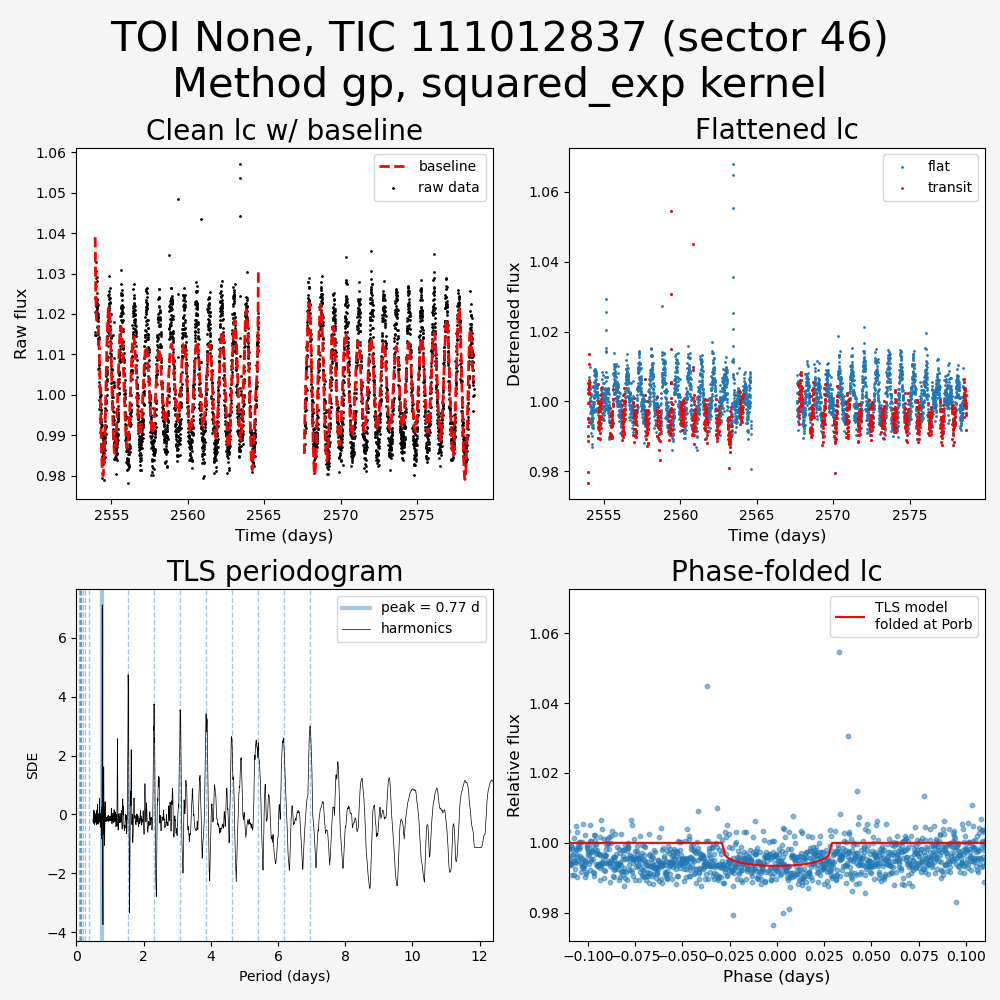 TOI None, TIC 111012837 (sector 46)
Method gp, squared_exp kernel
Clean lc w/ baseline
1.06
1.05
1.04
1.03
1.02
1.01
1.00
0.99
0.98
Raw flux
baseline
raw data
2555
2560
2565
2570
2575
Time (days)
Flattened lc
1.06
1.04
1.02
1.00
0.98
Detrended flux
flat
transit
2555
2560
2565
2570
2575
Time (days)
TLS periodogram
6
4
2
0
−2
−4
SDE
peak = 0.77 d
harmonics
0
2
4
6
8
10
12
Period (days)
Phase-folded lc
1.06
1.04
1.02
1.00
0.98
Relative flux
TLS model
folded at Porb
−0.100
−0.075
−0.050
−0.025
0.000
0.025
0.050
0.075
0.100
Phase (days)